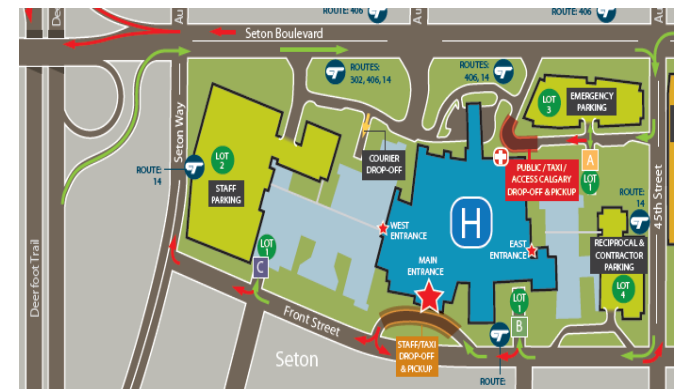 ROUTE: 406
406, 14
Seton Boulevard
ROUTES:
302, 406, 14
ROUTES:
406, 14
LOT
3
EMERGENCY
PARKING
Seton Way
LOT
2
STAFF
PARKING
ROUTE:
14
COURIER
DROP-OFF
PUBLIC / TAXI /
ACCESS CALGARY
DROP-OFF & PICKUP
A
LOT
1
ROUTE:
14
45th Street
H
WEST
ENTRANCE
EAST
ENTRANCE
MAIN
ENTRANCE
RECIPROCAL &
CONTRACTOR
PARKING
LOT
4
LOT
1
C
LOT
1
B
Front Street
STAFF/TAXI
DROP-OFF
& PICKUP
Seton
ROUTE:
Deerfoot Trail